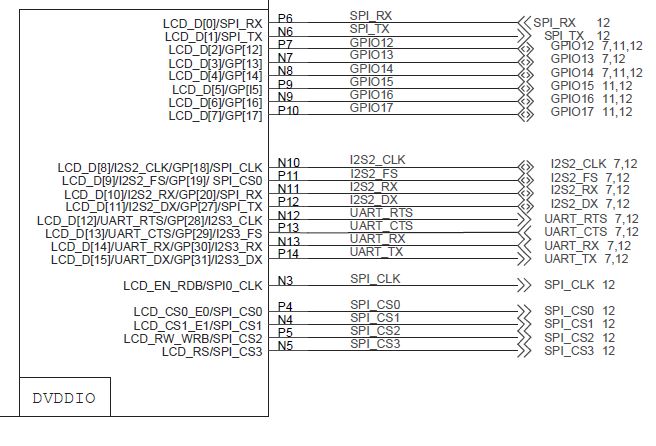 LCD_D[0]/SPI_RX P6 SPI_RX SPI_RX 12
LCD_D[1]/SPI_TX N6 SPI_TX SPI_TX 12
LCD_D[2]/GP[12] P7 GPIO12 GPIO12 7,11,12
LCD_D[3]/GP[13] N7 GPIO13 GPIO13 7,12
LCD_D[4]/GP[14] N8 GPIO14 GPIO14 7,11,12
LCD_D[5]/GP[I5] P9 GPIO15 GPIO15 11,12
LCD_D[6]/GP[16] N9 GPIO16 GPIO16 11,12
LCD_D[7]/GP[17] P10 GPIO17 GPIO17 11,12
LCD_D[8]/I2S2_CLK/GP[18]/SPI_CLK N10 I2S2_CLK I2S2_CLK 7,12
LCD_D[9]/I2S2_FS/GP[19]/ SPI_CS0 P11 I2S2_FS I2S2_FS 7,12
LCD_D[10]/I2S2_RX/GP[20]/SPI_RX N11 I2S2_RX I2S2_RX 7,12
LCD_D[11]/I2S2_DX/GP[27]/SPI_TX P12 I2S2_DX I2S2_DX 7,12
LCD_D[12]/UART_RTS/GP[28]/I2S3_CLK N12 UART_RTS UART_RTS 7,12
LCD_D[13]/UART_CTS/GP[29]/I2S3_FS P13 UART_CTS UART_CTS 7,12
LCD_D[14]/UART_RX/GP[30]/I2S3_RX N13 UART_RX UART_RX 7,12
LCD_D[15]/UART_DX/GP[31]/I2S3_DX P14 UART_TX UART_TX 7,12
LCD_EN_RDB/SPI0_CLK N3 SPI_CLK SPI_CLK 12
LCD_CS0_E0/SPI_CS0 P4 SPI_CS0 SPI_CS0 12
LCD_CS1_E1/SPI_CS1 N4 SPI_CS1 SPI_CS1 12
LCD_RW_WRB/SPI_CS2 P5 SPI_CS2 SPI_CS2 12
LCD_RS/SPI_CS3 N5 SPI_CS3 SPI_CS3 12
DVDDIO